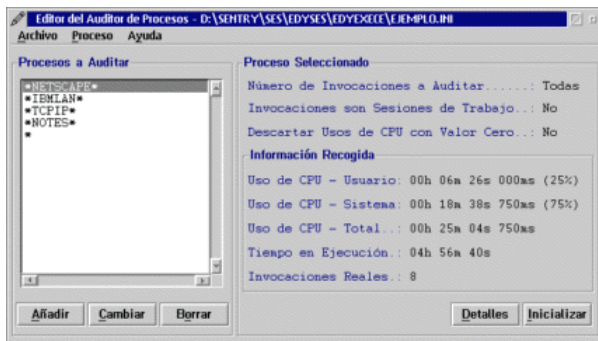 Editor del Auditor de Procesos - D:\SENTRY\SES\EDYSES\EDYEXECE\EJEMPLO.INI
Archivo Proceso Ayuda
Procesos a Auditar
*NETSCAPE*
*IBMLAN*
*TCPIP*
*NOTES*
*
Añadir Cambiar Borrar
Proceso Seleccionado
Número de Invocaciones a Auditar......: Todas
Invocaciones son Sesiones de Trabajo..: No
Descartar Usos de CPU con Valor Cero..: No
Información Recogida
Uso de CPU - Usuario: 00h 06m 26s 000ms (25%)
Uso de CPU - Sistema: 00h 18m 38s 750ms (75%)
Uso de CPU - Total..: 00h 25m 04s 750ms
Tiempo en Ejecución.: 04h 56m 40s
Invocaciones Reales.: 8
Detalles Inicializar